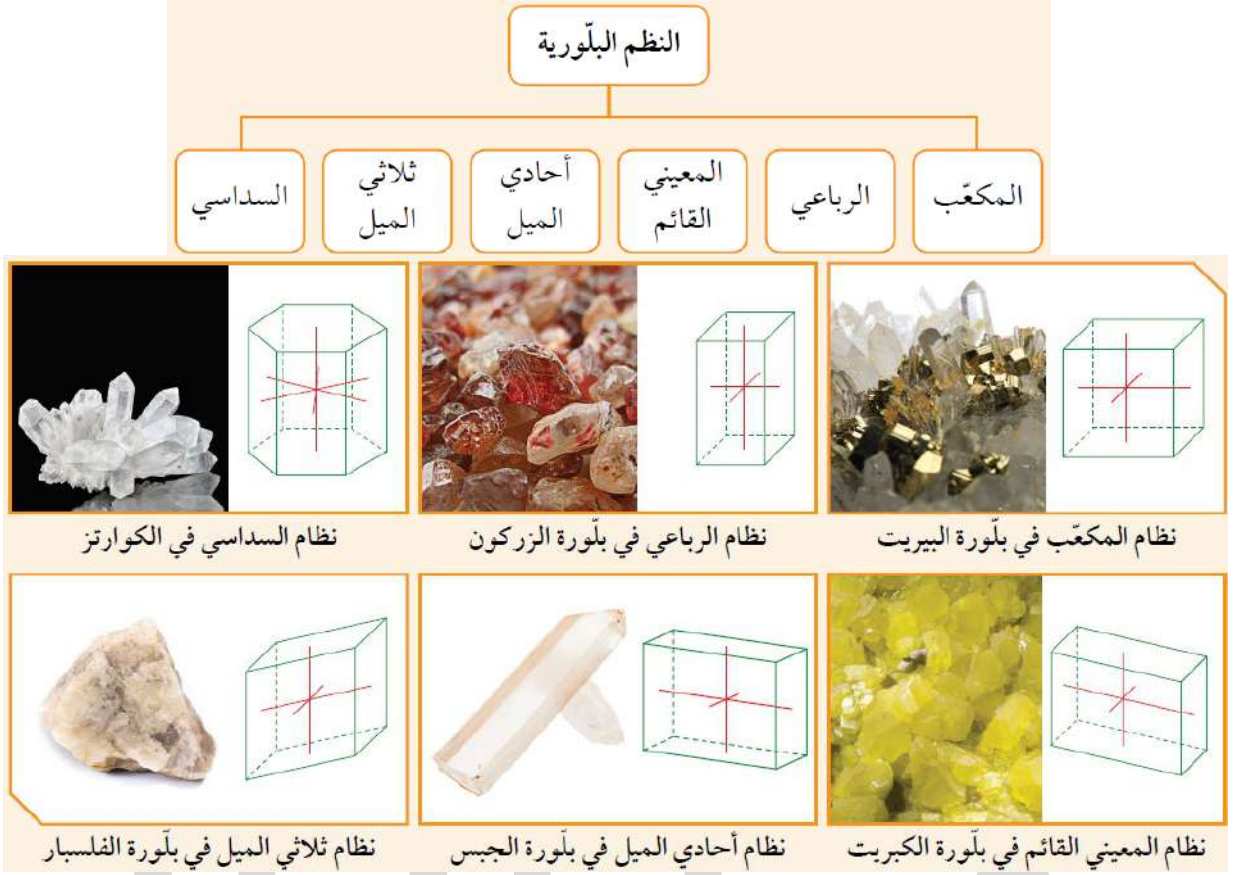 النظم البلّورية
المكعّب
الرباعي
المعيني
القائم
أحادي
الميل
ثلاثي
الميل
السداسي
نظام المكعّب في بلّورة البيريت
نظام الرباعي في بلّورة الزركون
نظام السداسي في الكوارتز
نظام المعيني القائم في بلّورة الكبريت
نظام أحادي الميل في بلّورة الجبس
نظام ثلاثي الميل في بلّورة الفلسبار